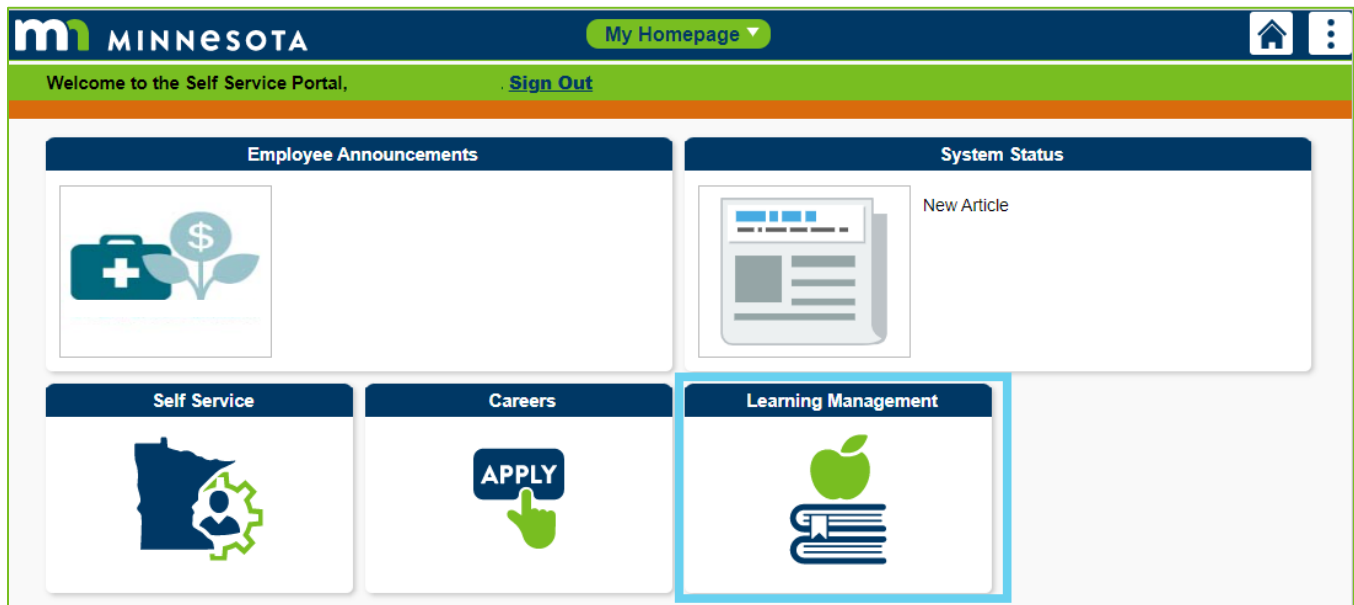 mn MINNESOTA
My Homepage
Welcome to the Self Service Portal, . Sign Out
Employee Announcements
System Status
$
New Article
Self Service
Careers
Learning Management
APPLY